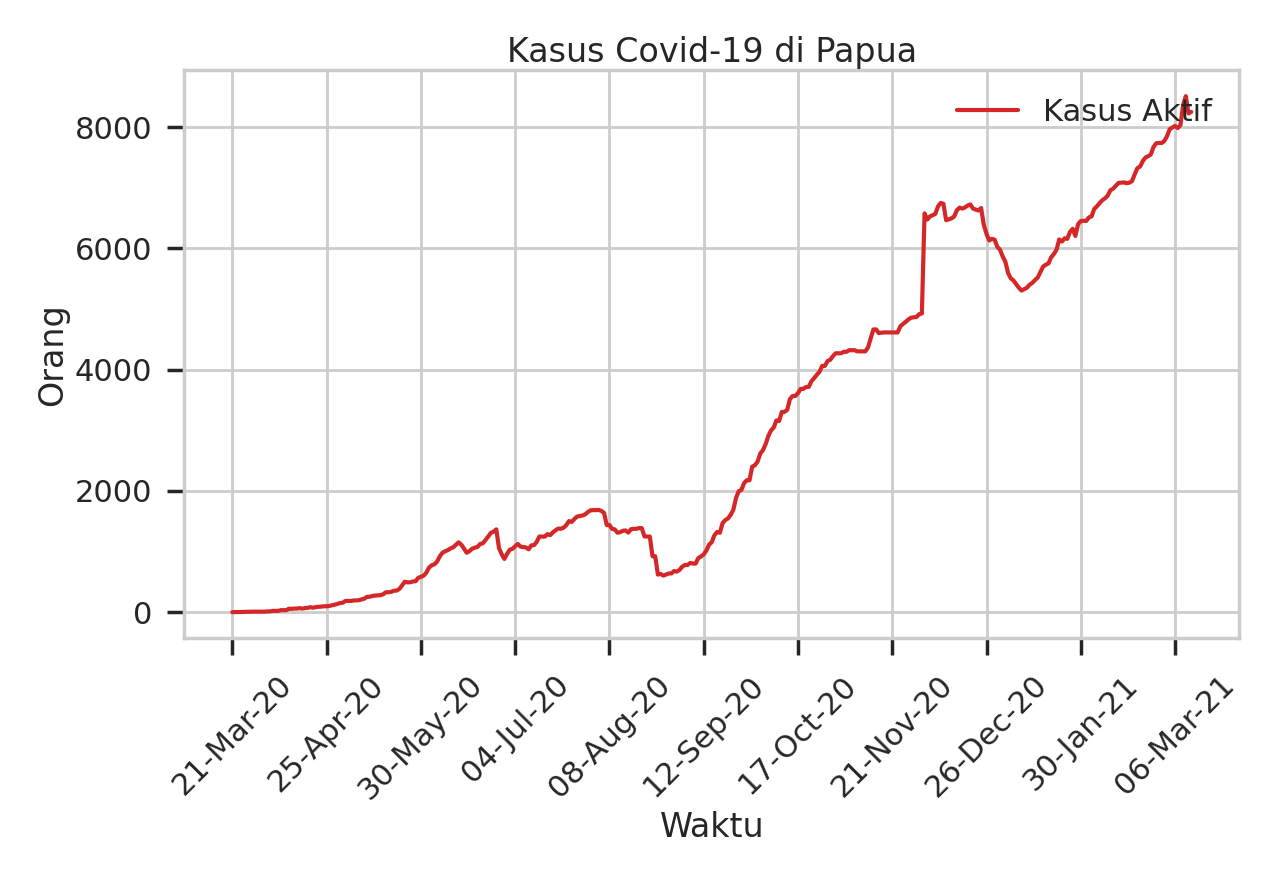 Kasus Covid-19 di Papua
Kasus Aktif
8000
6000
4000
2000
0
Orang
21-Mar-20
25-Apr-20
30-May-20
04-Jul-20
08-Aug-20
12-Sep-20
17-Oct-20
21-Nov-20
26-Dec-20
30-Jan-21
06-Mar-21
Waktu